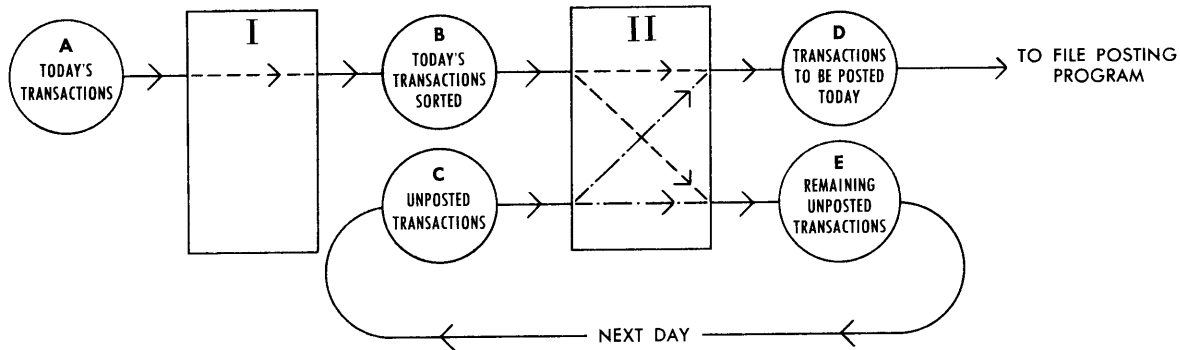 A
TODAY'S
TRANSACTIONS
I
B
TODAY'S
TRANSACTIONS
SORTED
II
D
TRANSACTIONS
TO BE POSTED
TODAY
TO FILE POSTING
PROGRAM
C
UNPOSTED
TRANSACTIONS
E
REMAINING
UNPOSTED
TRANSACTIONS
NEXT DAY